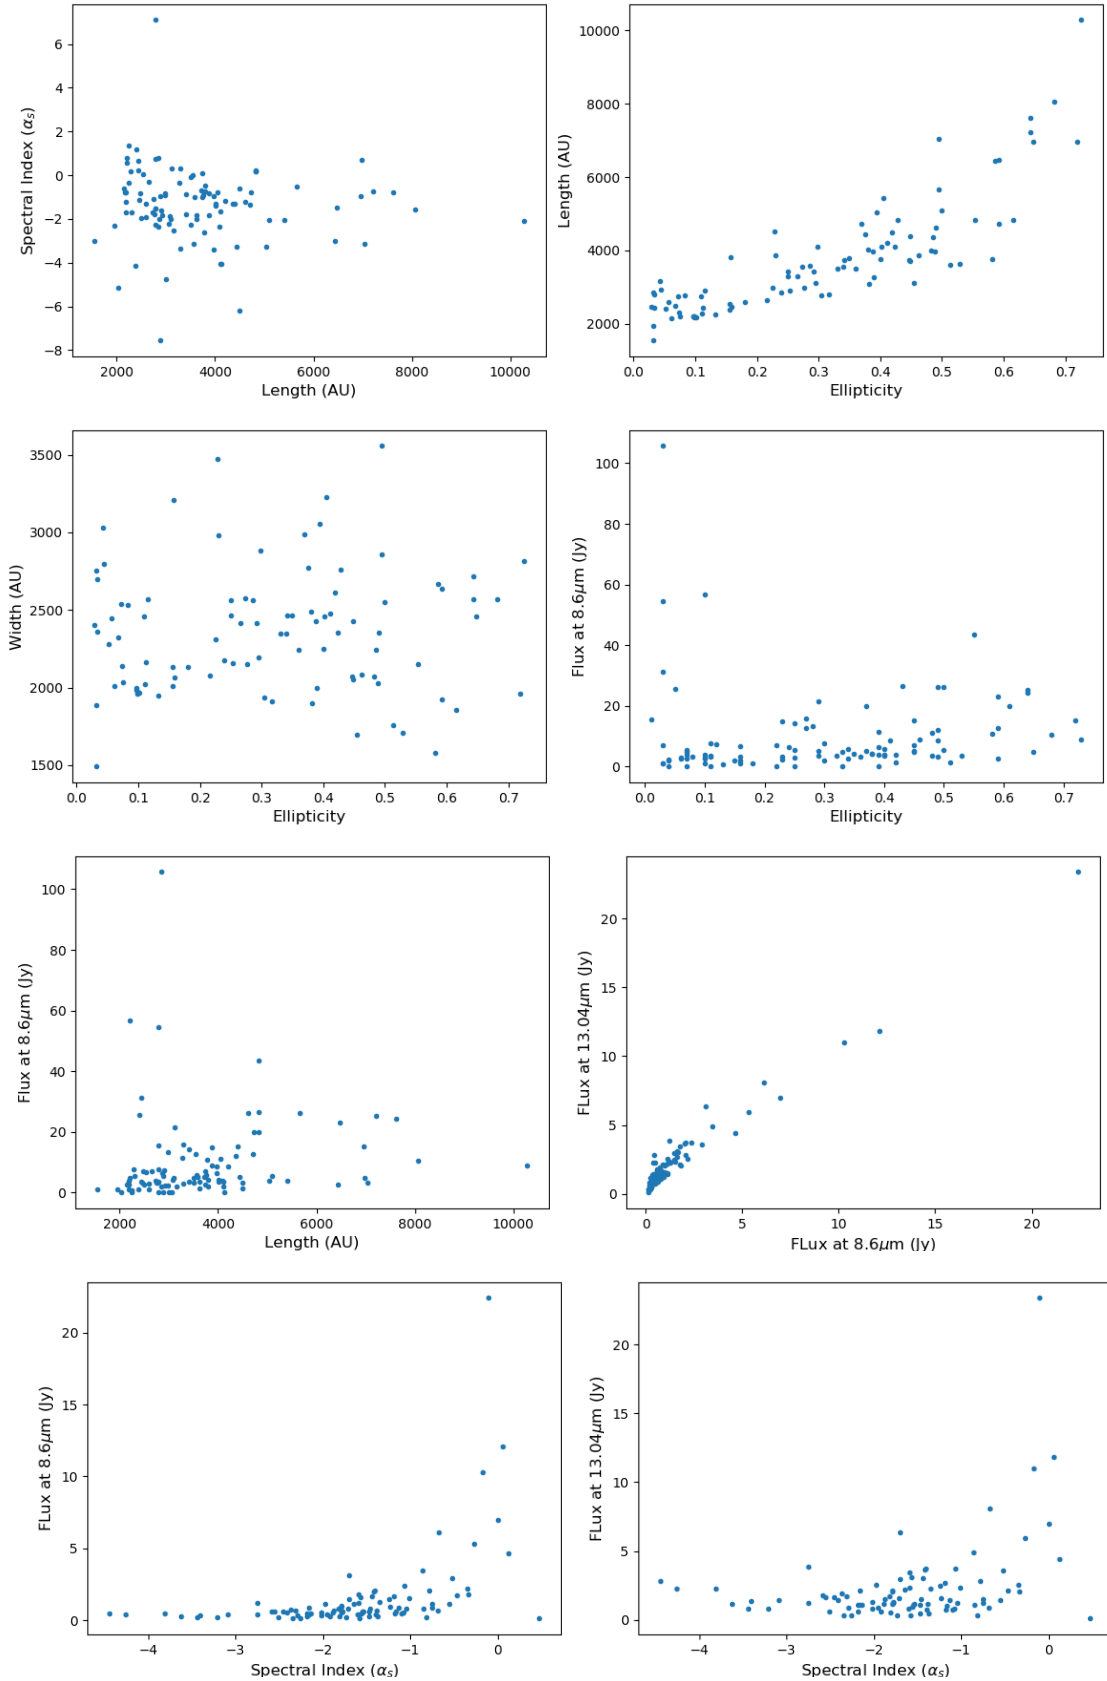 6
4
2
0
−2
−4
−6
−8
Spectral Index (αₛ)
2000 4000 6000 8000 10000
Length (AU)
10000
8000
6000
4000
2000
Length (AU)
0.0 0.1 0.2 0.3 0.4 0.5 0.6 0.7
Ellipticity
3500
3000
2500
2000
1500
Width (AU)
0.0 0.1 0.2 0.3 0.4 0.5 0.6 0.7
Ellipticity
100
80
60
40
20
0
Flux at 8.6μm (Jy)
0.0 0.1 0.2 0.3 0.4 0.5 0.6 0.7
Ellipticity
100
80
60
40
20
0
Flux at 8.6μm (Jy)
2000 4000 6000 8000 10000
Length (AU)
20
15
10
5
0
FLux at 13.04μm (Jy)
0 5 10 15 20
FLux at 8.6μm (Jy)
20
15
10
5
0
FLux at 8.6μm (Jy)
−4 −3 −2 −1 0
Spectral Index (αₛ)
20
15
10
5
0
FLux at 13.04μm (Jy)
−4 −3 −2 −1 0
Spectral Index (αₛ)